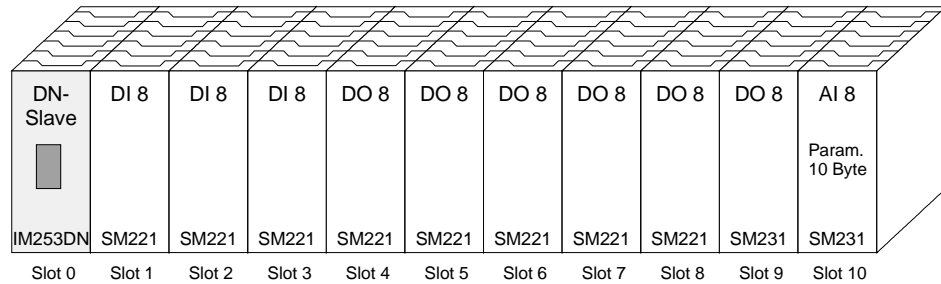 DN- DI 8 DI 8 DI 8 DO 8 DO 8 DO 8 DO 8 DO 8 DO 8 AI 8
Slave
Param.
10 Byte
IM253DN SM221 SM221 SM221 SM221 SM221 SM221 SM221 SM221 SM231 SM231
Slot 0 Slot 1 Slot 2 Slot 3 Slot 4 Slot 5 Slot 6 Slot 7 Slot 8 Slot 9 Slot 10